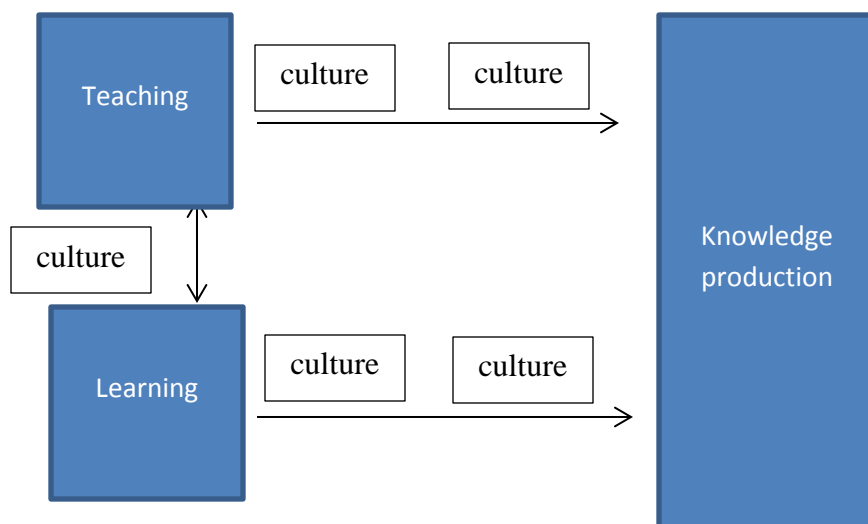 culture
culture
Teaching
Knowledge
production
culture
culture
culture
Learning